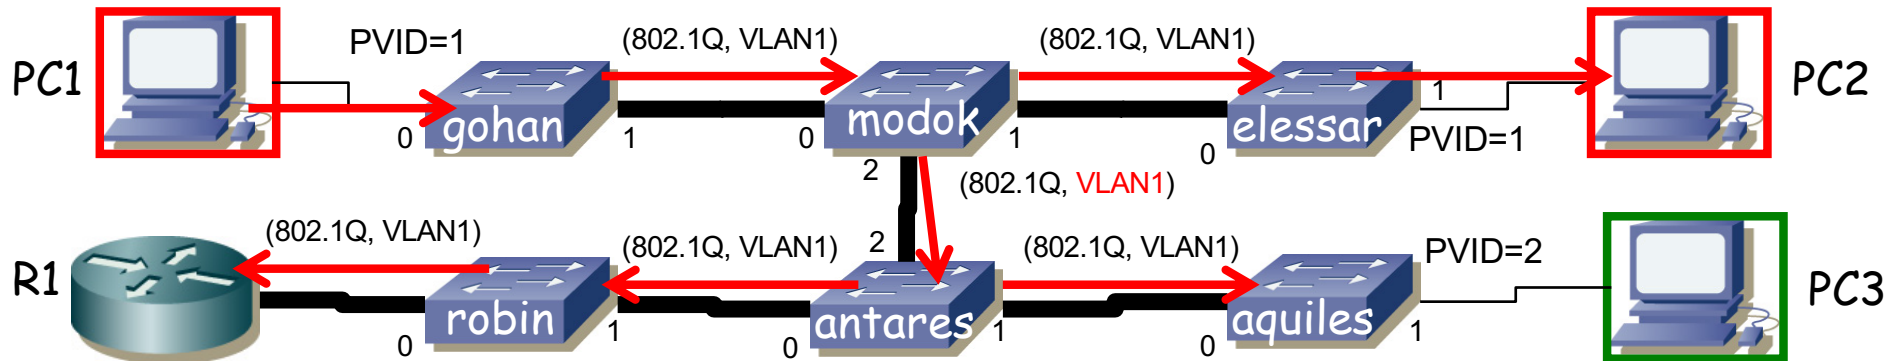 PC1
PVID=1
(802.1Q, VLAN1)
(802.1Q, VLAN1)
PC2
0
gohan
1
0
modok
1
0
elessar
1
PVID=1
2
(802.1Q, VLAN1)
R1
(802.1Q, VLAN1)
(802.1Q, VLAN1)
2
(802.1Q, VLAN1)
PVID=2
PC3
0
robin
1
0
antares
1
0
aquiles
1